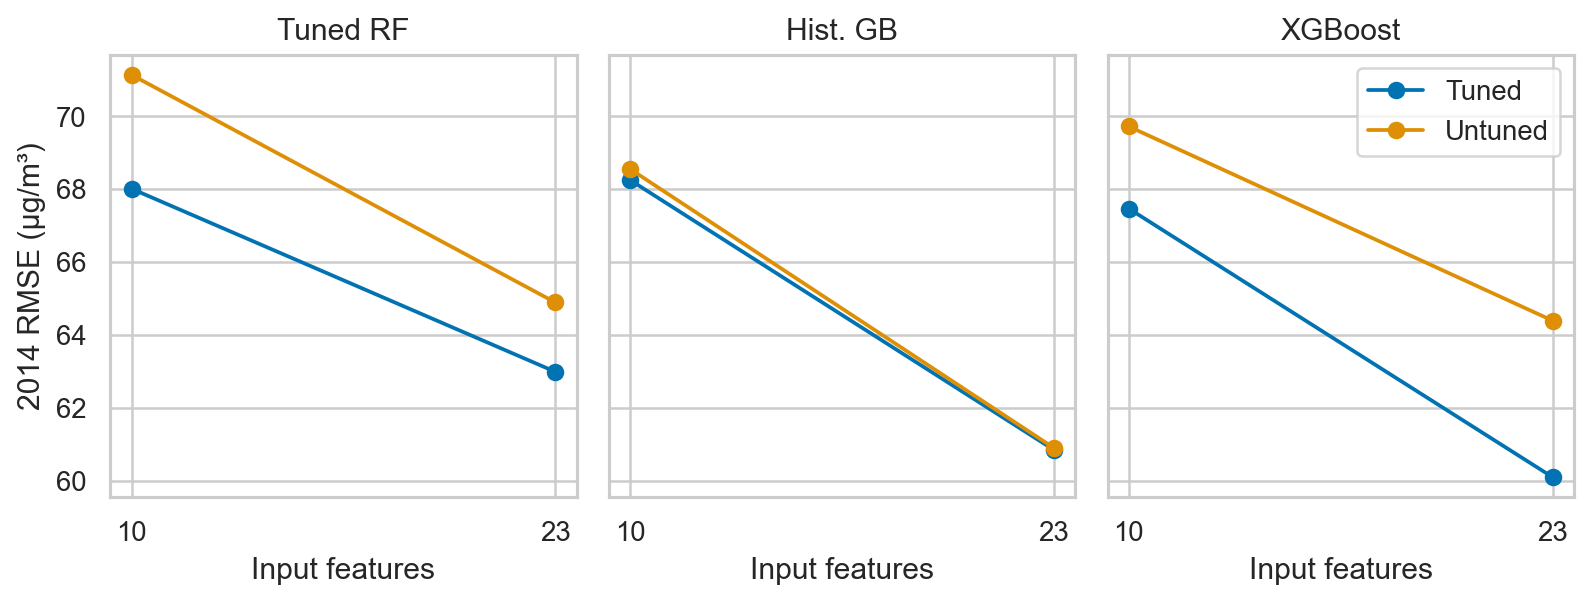 Tuned RF
Hist. GB
XGBoost
Tuned
Untuned
2014 RMSE (µg/m³)
70
68
66
64
62
60
10
23
10
23
10
23
Input features
Input features
Input features